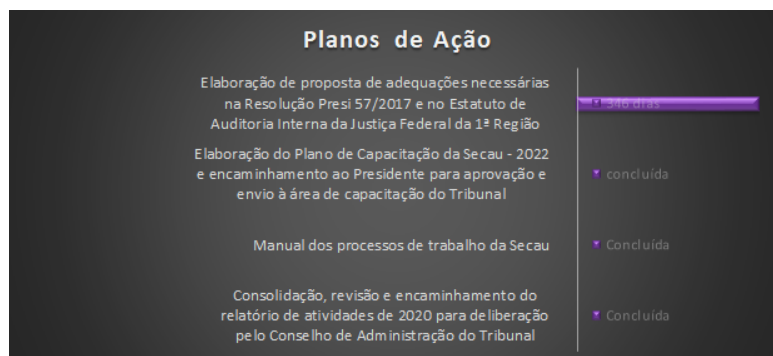 Planos de Ação
Elaboração de proposta de adequações necessárias
na Resolução Presi 57/2017 e no Estatuto de
Auditoria Interna da Justiça Federal da 1ª Região
346 dias
Elaboração do Plano de Capacitação da Secau - 2022
e encaminhamento ao Presidente para aprovação e
envio à área de capacitação do Tribunal
concluída
Manual dos processos de trabalho da Secau
Concluída
Consolidação, revisão e encaminhamento do
relatório de atividades de 2020 para deliberação
pelo Conselho de Administração do Tribunal
Concluída